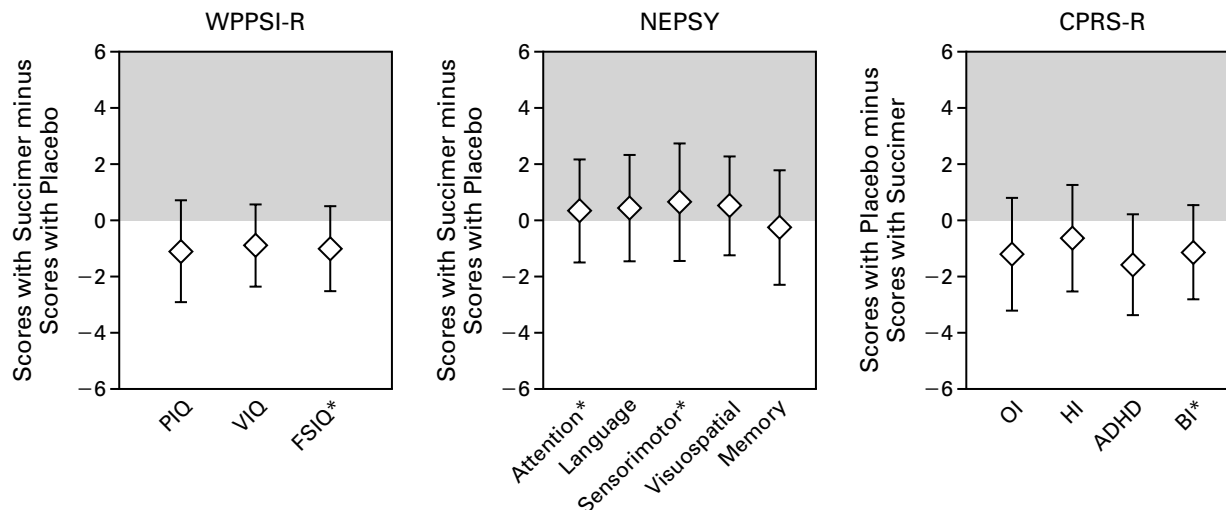 WPPSI-R
Scores with Succimer minus
Scores with Placebo
6
4
2
0
−2
−4
−6
PIQ
VIQ
FSIQ*
NEPSY
Scores with Succimer minus
Scores with Placebo
6
4
2
0
−2
−4
−6
Attention*
Language
Sensorimotor*
Visuospatial
Memory
CPRS-R
Scores with Placebo minus
Scores with Succimer
6
4
2
0
−2
−4
−6
OI
HI
ADHD
BI*